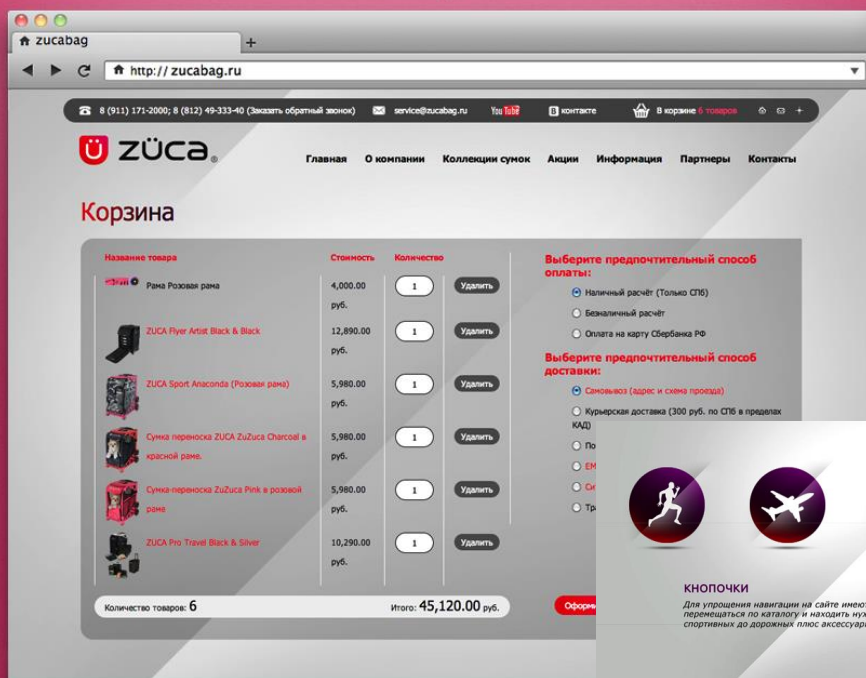 zucabag
http://zucabag.ru
8 (911) 171-2000; 8 (812) 49-333-40 (Заказать обратный звонок) service@zucabag.ru You Tube В контакте В корзине 6 товаров
ZÜCA
Главная О компании Коллекции сумок Акции Информация Партнеры Контакты
Корзина
Название товара Стоимость Количество
Рама Розовая рама 4,000.00 руб. 1 Удалить
ZUCA Flyer Artist Black & Black 12,890.00 руб. 1 Удалить
ZUCA Sport Anaconda (Розовая рама) 5,980.00 руб. 1 Удалить
Сумка переноска ZUCA ZuZuca Charcoal в
красной раме. 5,980.00 руб. 1 Удалить
Сумка-переноска ZuZuca Pink в розовой
раме 5,980.00 руб. 1 Удалить
ZUCA Pro Travel Black & Silver 10,290.00 руб. 1 Удалить
Количество товаров: 6 Итого: 45,120.00 руб.
Выберите предпочтительный способ
оплаты:
Наличный расчёт (Только СПб)
Безналичный расчёт
Оплата на карту Сбербанка РФ
Выберите предпочтительный способ
доставки:
Самовывоз (адрес и схема проезда)
Курьерская доставка (300 руб. по СПб в пределах
КАД)
По
EM
Си
Тр
Оформ
КНОПОЧКИ
Для упрощения навигации на сайте имеют
перемещаться по каталогу и находить нуж
спортивных до дорожных плюс аксессуар